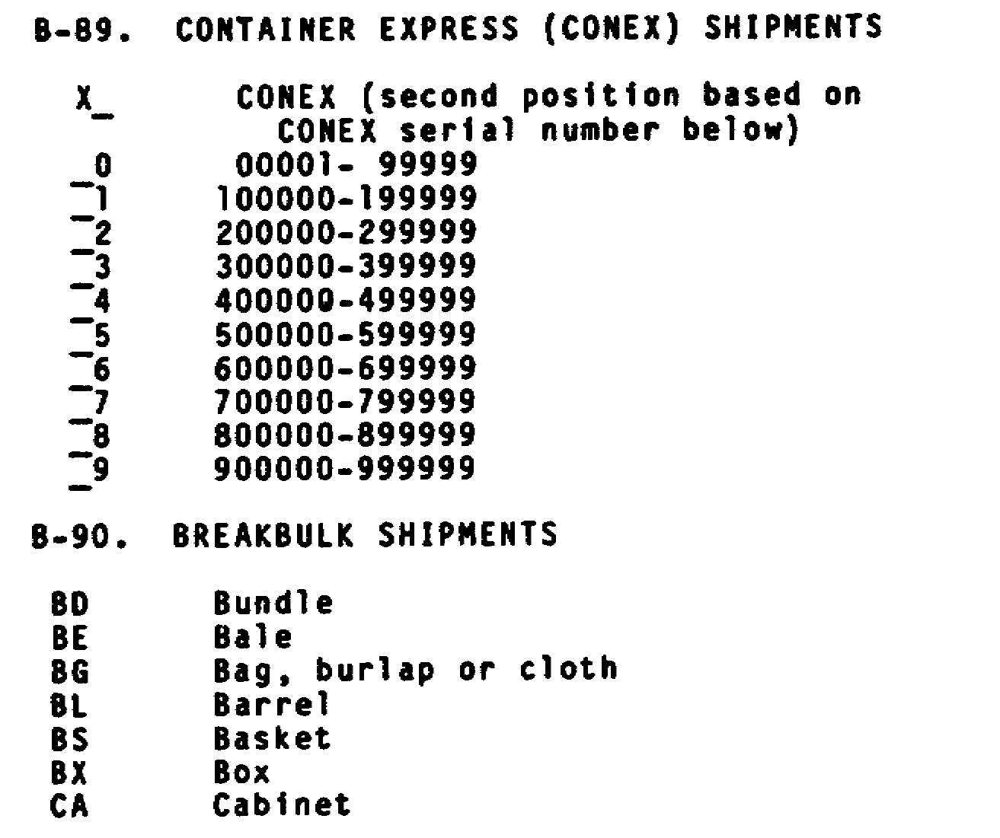 B-89. CONTAINER EXPRESS (CONEX) SHIPMENTS
X_ CONEX (second position based on
CONEX serial number below)
_0 00001- 99999
_1 100000-199999
_2 200000-299999
_3 300000-399999
_4 400000-499999
_5 500000-599999
_6 600000-699999
_7 700000-799999
_8 800000-899999
_9 900000-999999
B-90. BREAKBULK SHIPMENTS
BD Bundle
BE Bale
BG Bag, burlap or cloth
BL Barrel
BS Basket
BX Box
CA Cabinet